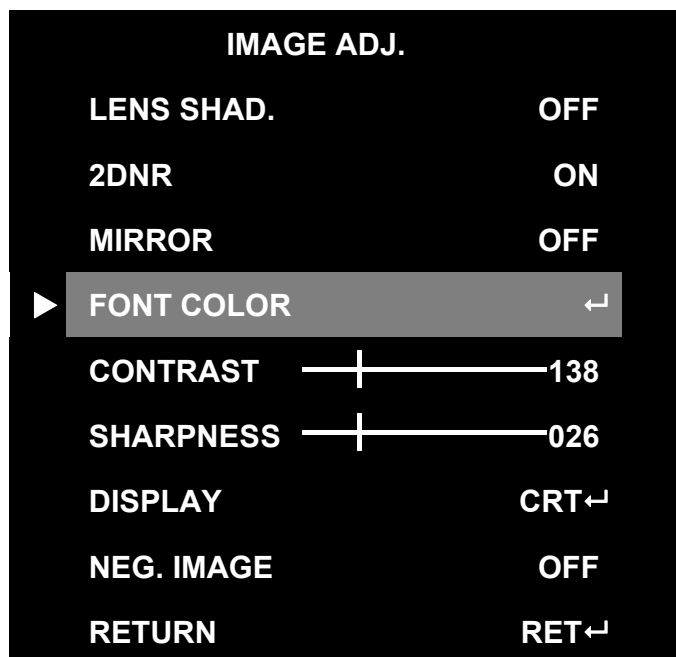 IMAGE ADJ.
LENS SHAD. OFF
2DNR ON
MIRROR OFF
FONT COLOR ↵
CONTRAST 138
SHARPNESS 026
DISPLAY CRT↵
NEG. IMAGE OFF
RETURN RET↵